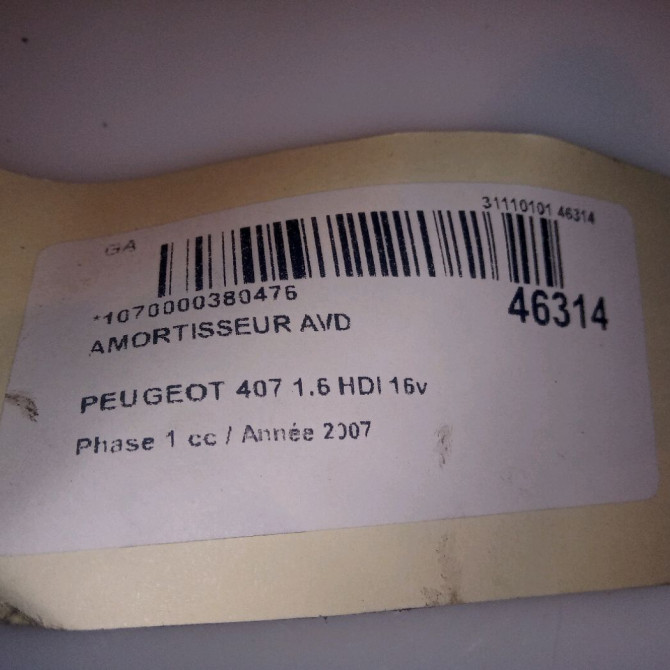 31110101 46314
GA
*1070000380476
46314
AMORTISSEUR AVD
PEUGEOT 407 1.6 HDI 16v
Phase 1 cc / Année 2007